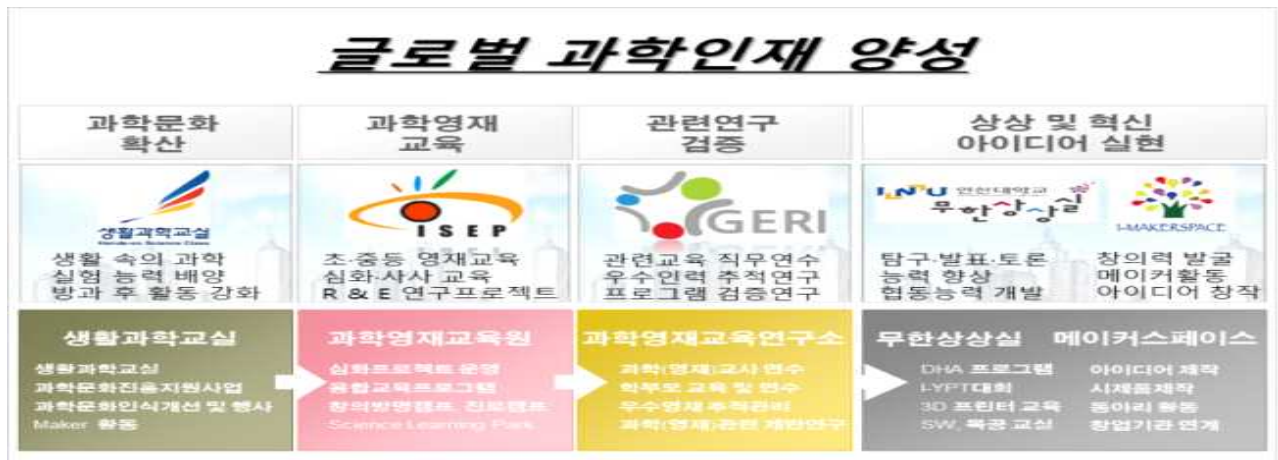 글로벌 과학인재 양성
과학문화
확산
과학영재
교육
관련연구
검증
상상 및 혁신
아이디어 실현
생활과학교실
Hands-on Science Class
생활 속의 과학
실험 능력 배양
방과 후 활동 강화
ISEP
초·중등 영재교육
심화·사사 교육
R & E 연구프로젝트
GERI
관련교육 직무연수
우수인력 추적연구
프로그램 검증연구
인천대학교
무한상상실
탐구·발표·토론
능력 향상
협동능력 개발
I-MAKERSPACE
창의력 발굴
메이커활동
아이디어 창작
생활과학교실
생활과학교실
과학문화진흥지원사업
과학문화인식개선 및 행사
Maker 활동
과학영재교육원
심화프로젝트 운영
융합교육프로그램
창의발명캠프, 진로캠프
Science Learning Park
과학영재교육연구소
과학(영재)교사 연수
학부모 교육 및 연수
우수영재 추적관리
과학(영재)관련 제반연구
무한상상실
DHA 프로그램
I-YPT대회
3D 프린터 교육
SW, 목공 교실
메이커스페이스
아이디어 제작
시제품제작
동아리 활동
창업기관 연계